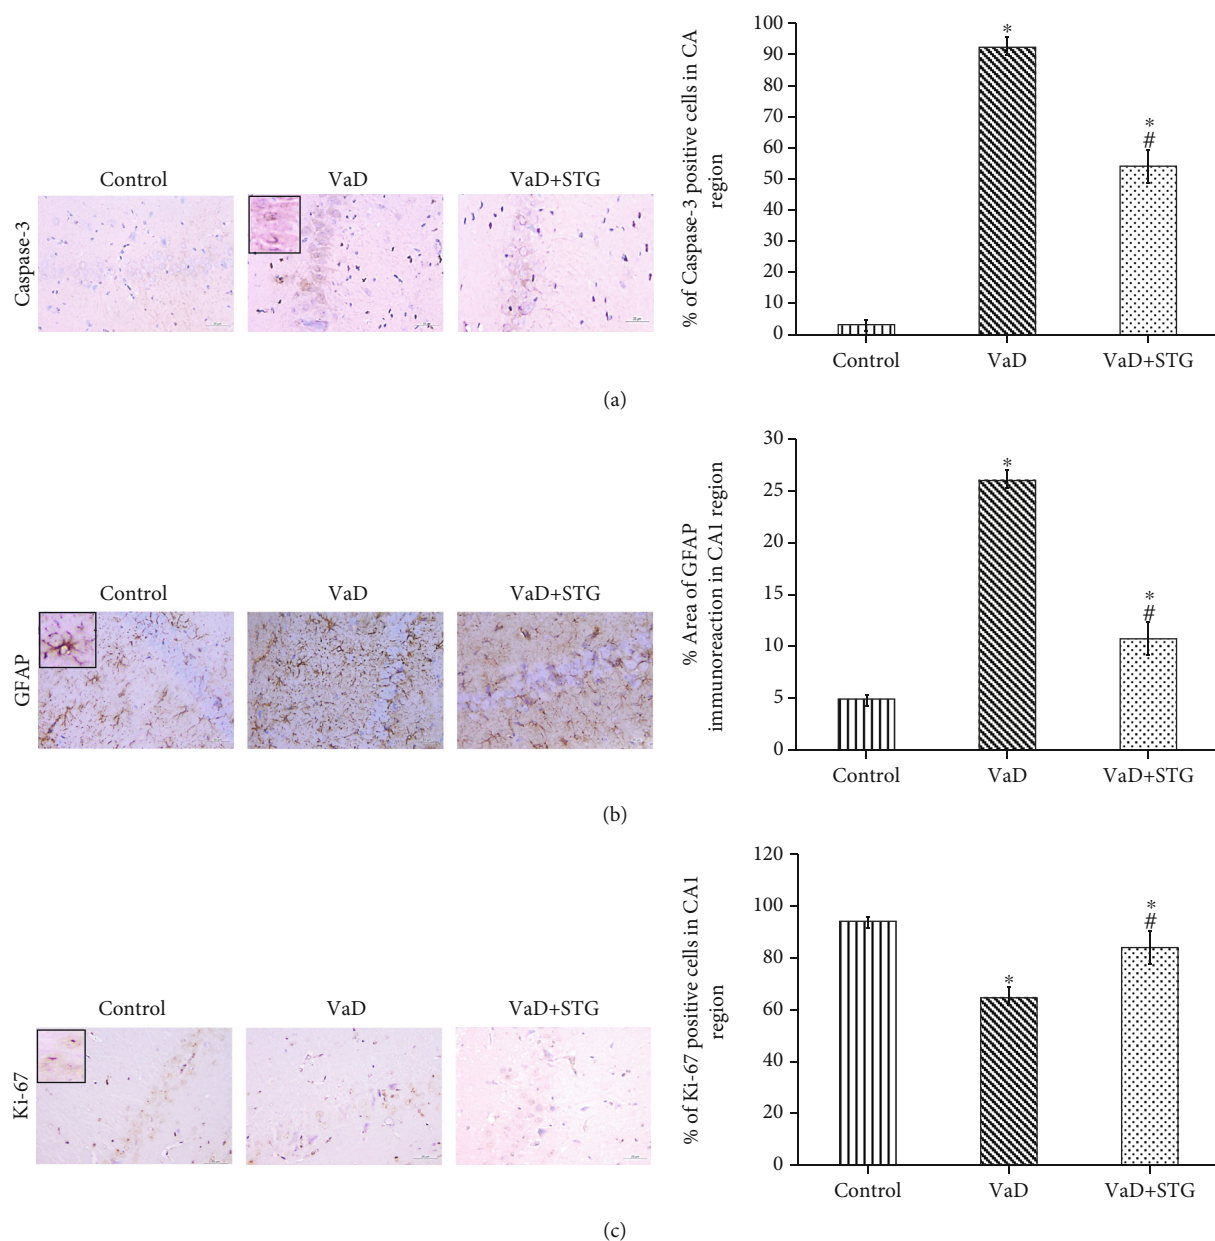 Control
VaD
VaD+STG
Caspase-3
% of Caspase-3 positive cells in CA
region
100
90
80
70
60
50
40
30
20
10
0
*
*
#
Control
VaD
VaD+STG
(a)
Control
VaD
VaD+STG
GFAP
% Area of GFAP
immunoreaction in CA1 region
30
25
20
15
10
5
0
*
*
#
Control
VaD
VaD+STG
(b)
Control
VaD
VaD+STG
Ki-67
% of Ki-67 positive cells in CA1
region
120
100
80
60
40
20
0
*
*
#
Control
VaD
VaD+STG
(c)